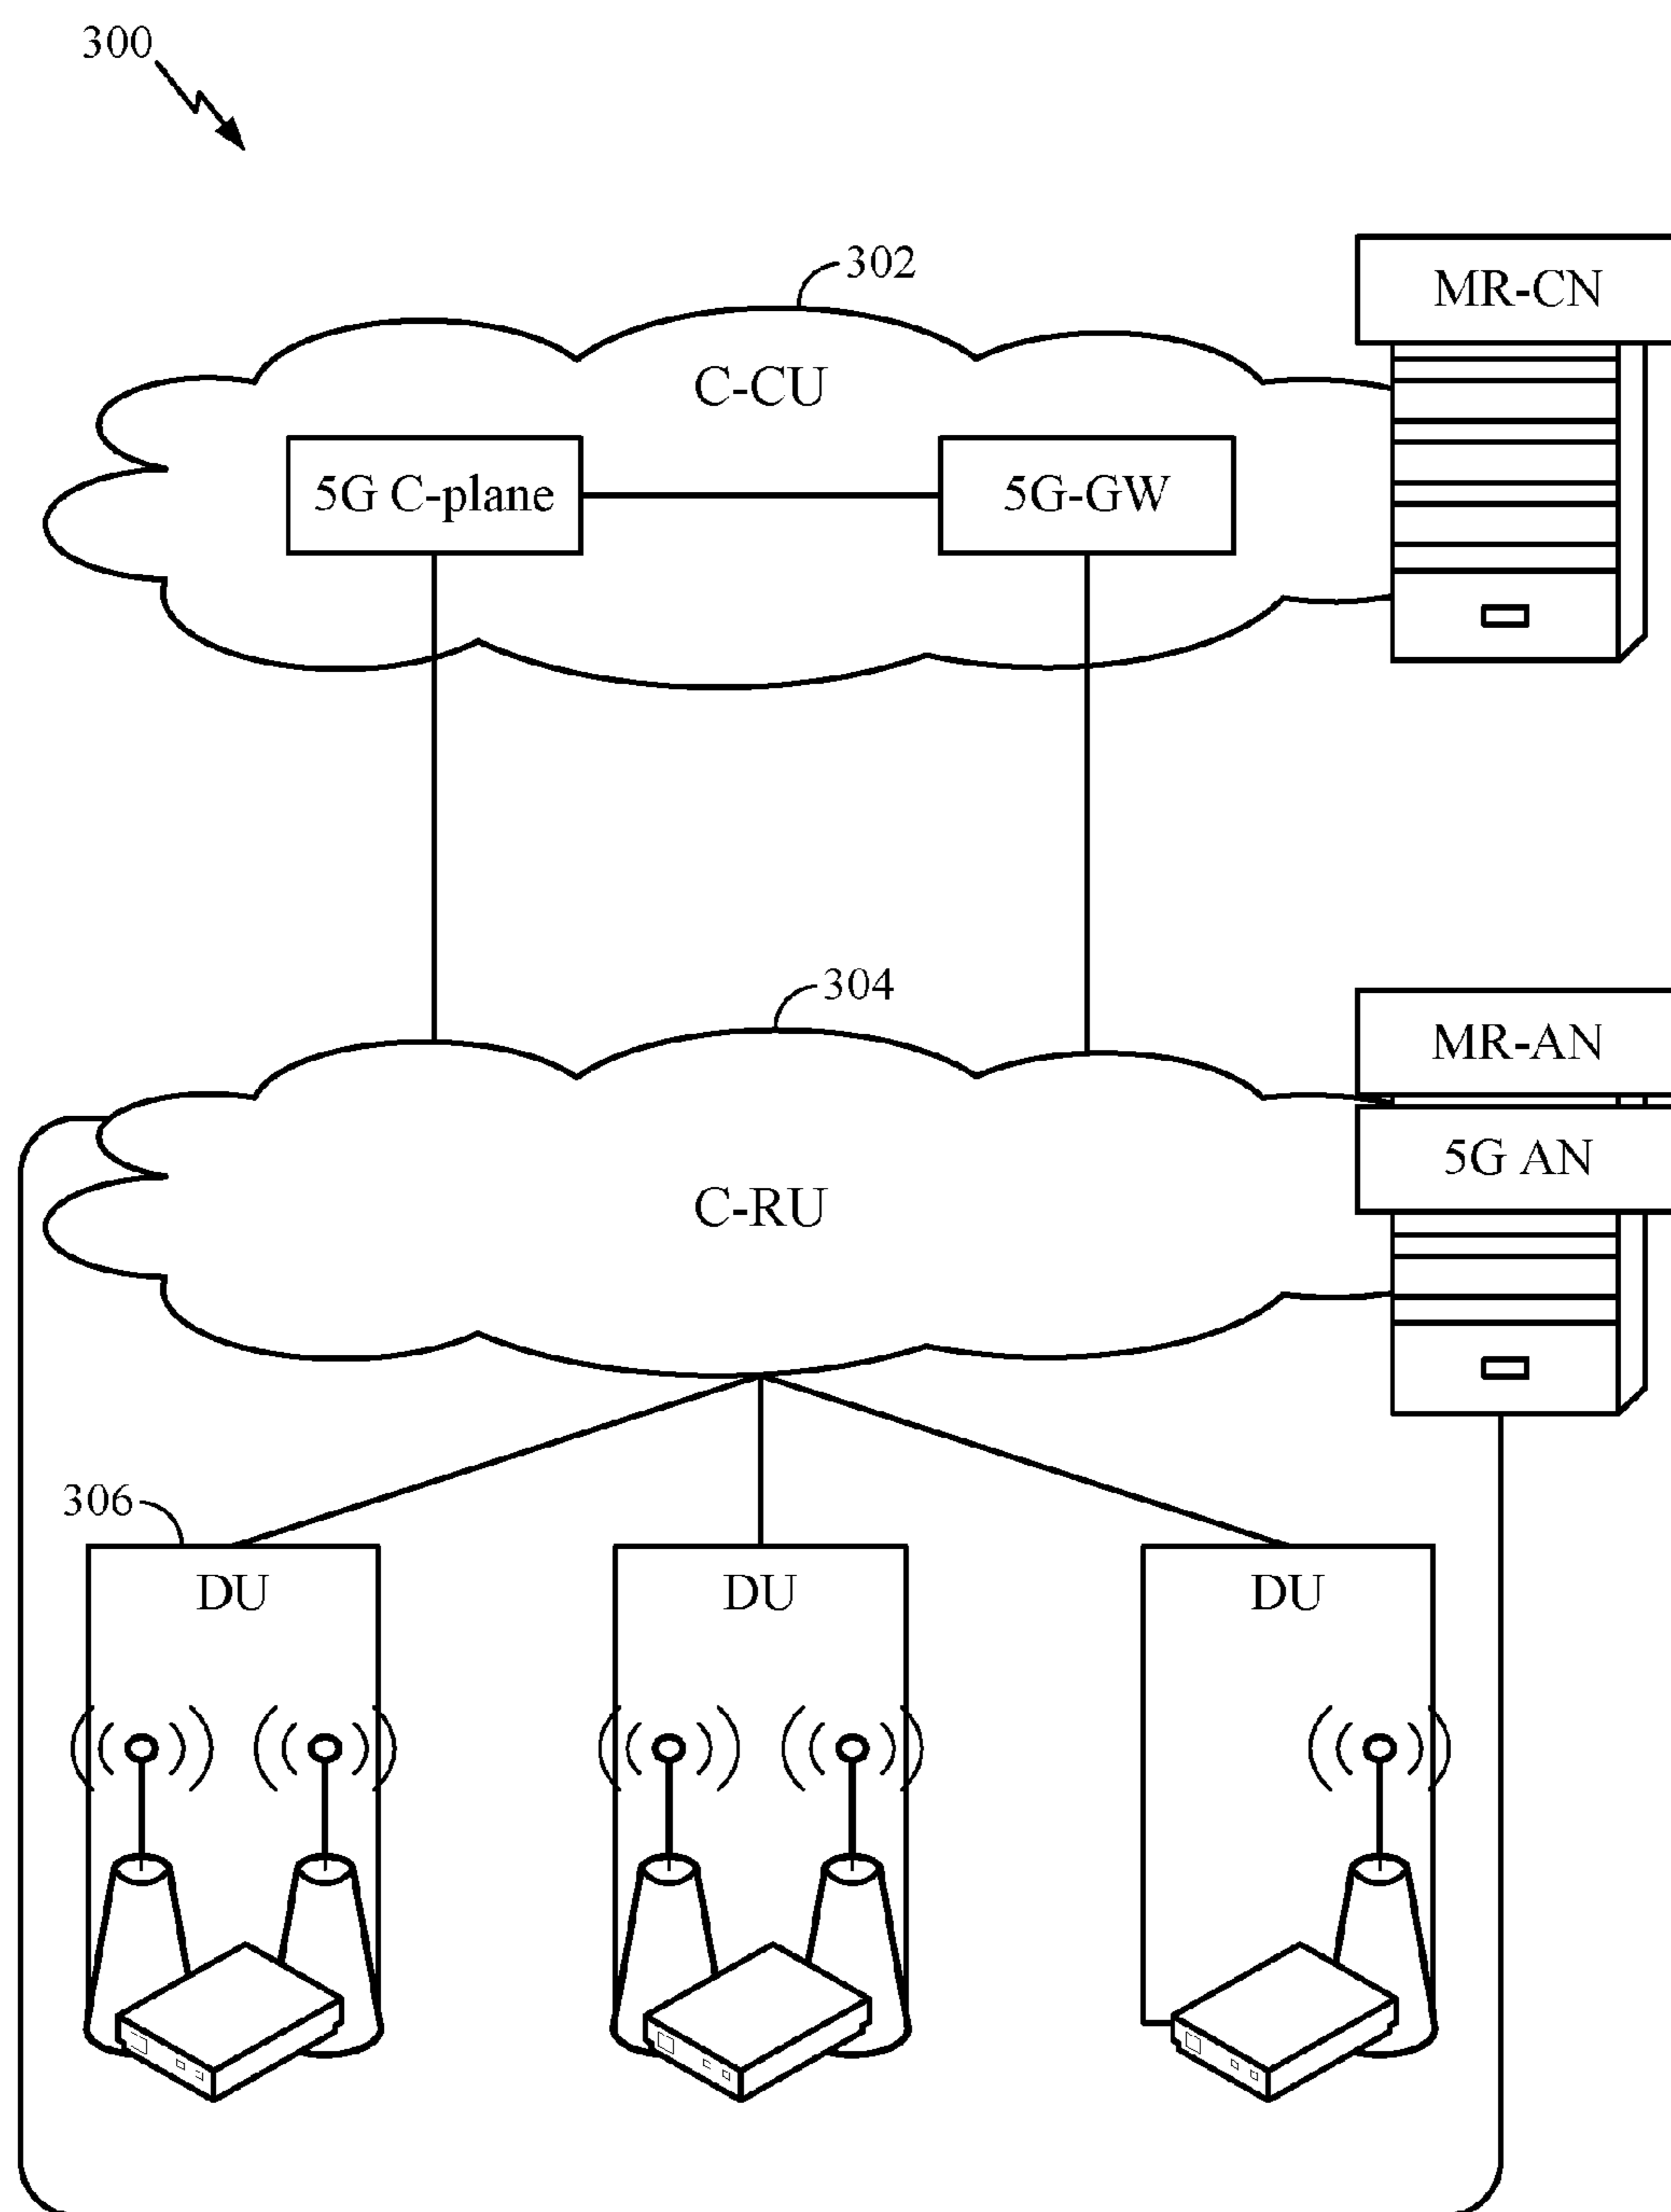 300
302
MR-CN
C-CU
5G C-plane
5G-GW
304
MR-AN
5G AN
C-RU
306
DU
DU
DU